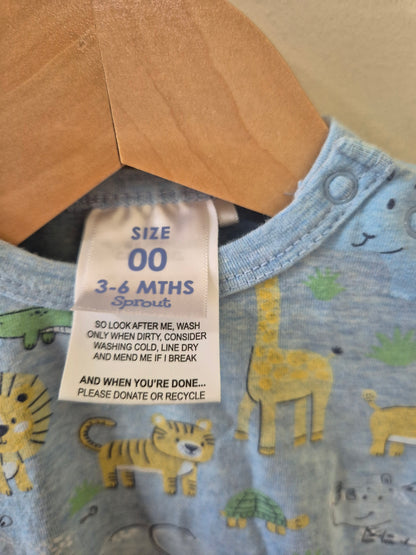 SIZE
00
3-6 MTHS
Sprout
SO LOOK AFTER ME, WASH
ONLY WHEN DIRTY, CONSIDER
WASHING COLD, LINE DRY
AND MEND ME IF I BREAK
AND WHEN YOU'RE DONE...
PLEASE DONATE OR RECYCLE